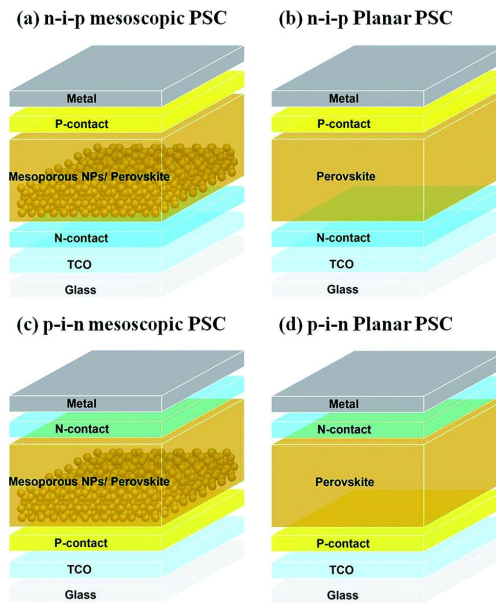 (a) n-i-p mesoscopic PSC
Metal
P-contact
Mesoporous NPs/ Perovskite
N-contact
TCO
Glass
(b) n-i-p Planar PSC
Metal
P-contact
Perovskite
N-contact
TCO
Glass
(c) p-i-n mesoscopic PSC
Metal
N-contact
Mesoporous NPs/ Perovskite
P-contact
TCO
Glass
(d) p-i-n Planar PSC
Metal
N-contact
Perovskite
P-contact
TCO
Glass